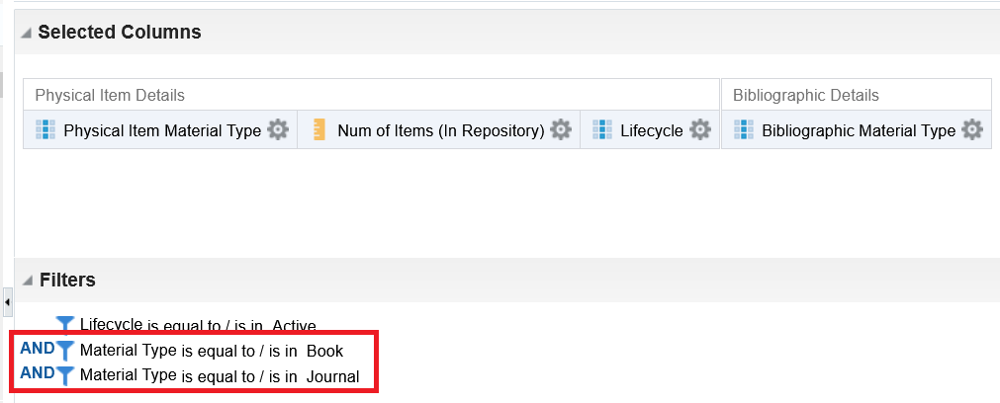 Selected Columns
Physical Item Details
Bibliographic Details
Physical Item Material Type
Num of Items (In Repository)
Lifecycle
Bibliographic Material Type
Filters
Lifecycle is equal to / is in Active
AND Material Type is equal to / is in Book
AND Material Type is equal to / is in Journal